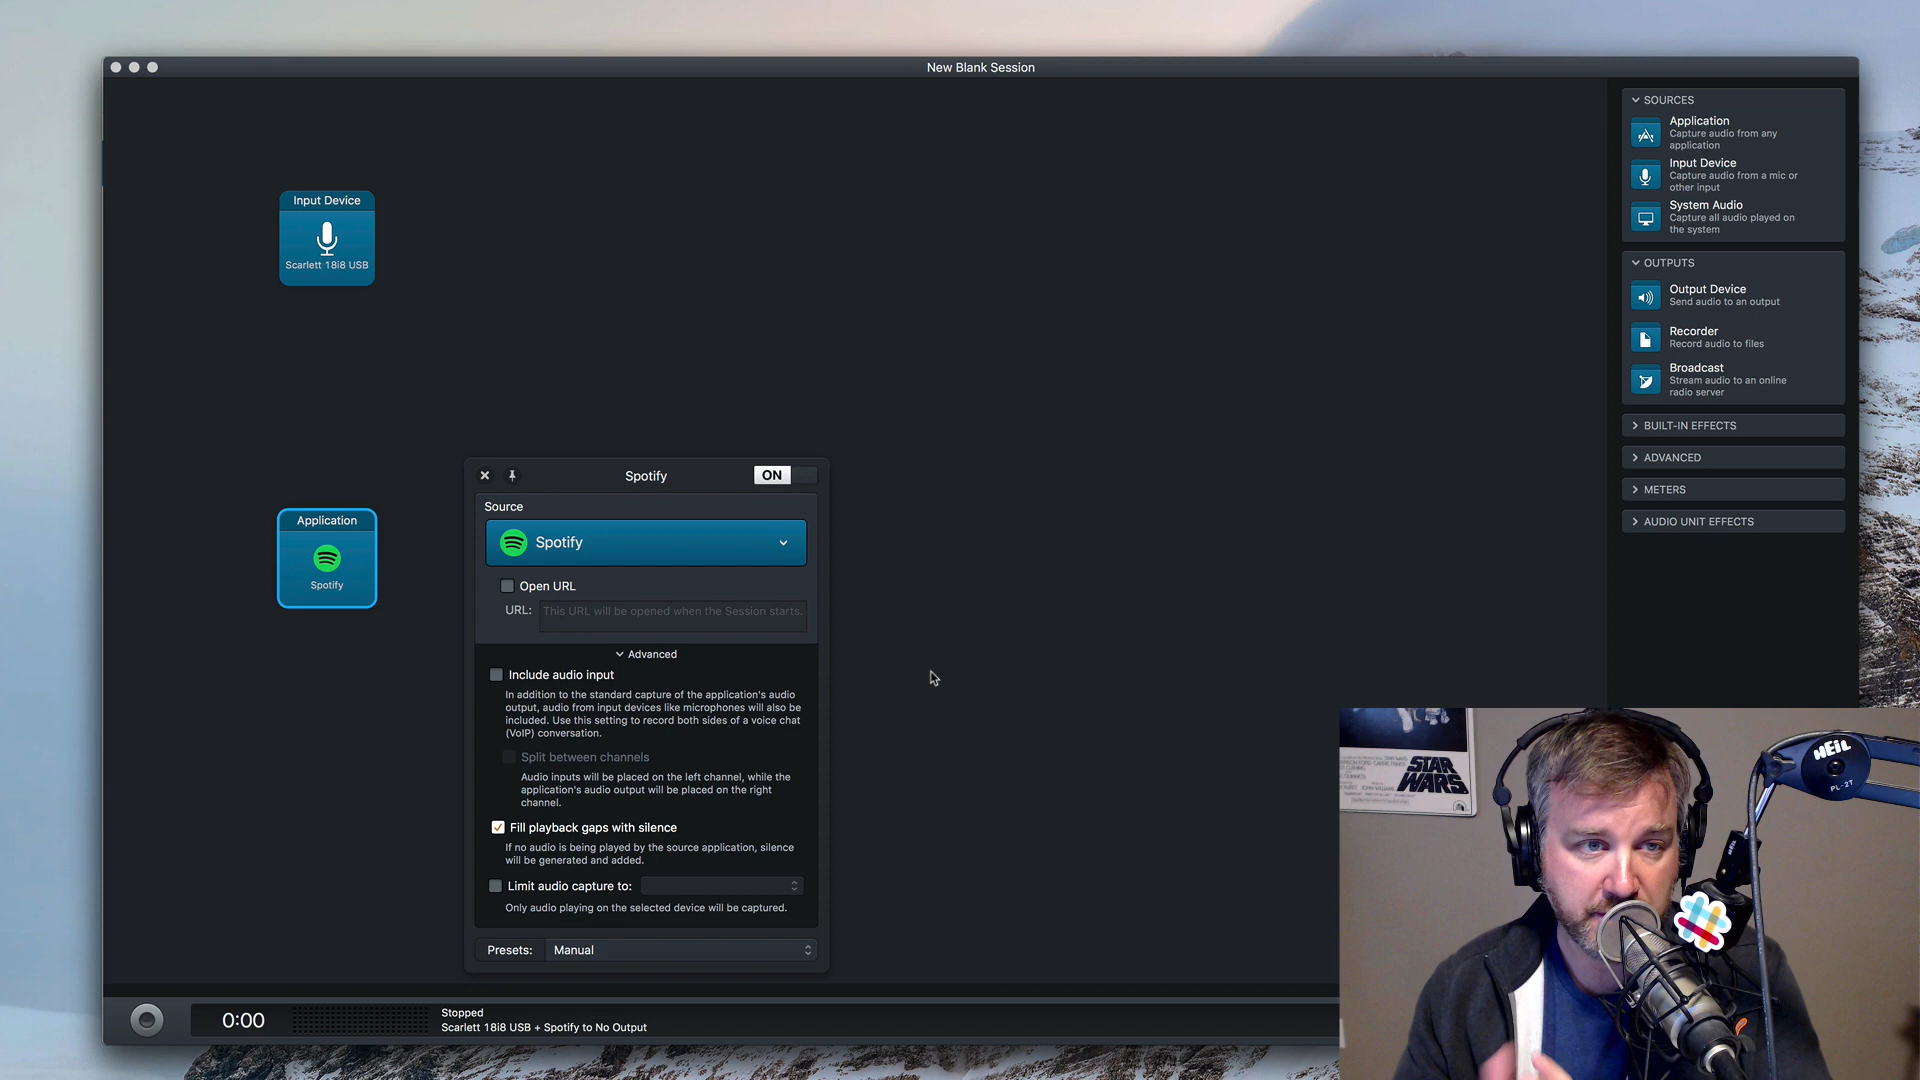 New Blank Session
Input Device
Scarlett 18i8 USB
Application
Spotify
Spotify
ON
Source
Spotify
Open URL
URL:
This URL will be opened when the Session starts.
Advanced
Include audio input
In addition to the standard capture of the application's audio
output, audio from input devices like microphones will also be
included. Use this setting to record both sides of a voice chat
(VoIP) conversation.
Split between channels
Audio inputs will be placed on the left channel, while the
application's audio output will be placed on the right
channel.
Fill playback gaps with silence
If no audio is being played by the source application, silence
will be generated and added.
Limit audio capture to:
Only audio playing on the selected device will be captured.
Presets:
Manual
0:00
Stopped
Scarlett 18i8 USB + Spotify to No Output
SOURCES
Application
Capture audio from any
application
Input Device
Capture audio from a mic or
other input
System Audio
Capture all audio played on
the system
OUTPUTS
Output Device
Send audio to an output
Recorder
Record audio to files
Broadcast
Stream audio to an online
radio server
BUILT-IN EFFECTS
ADVANCED
METERS
AUDIO UNIT EFFECTS
STAR
WARS
HEIL
PL-2T